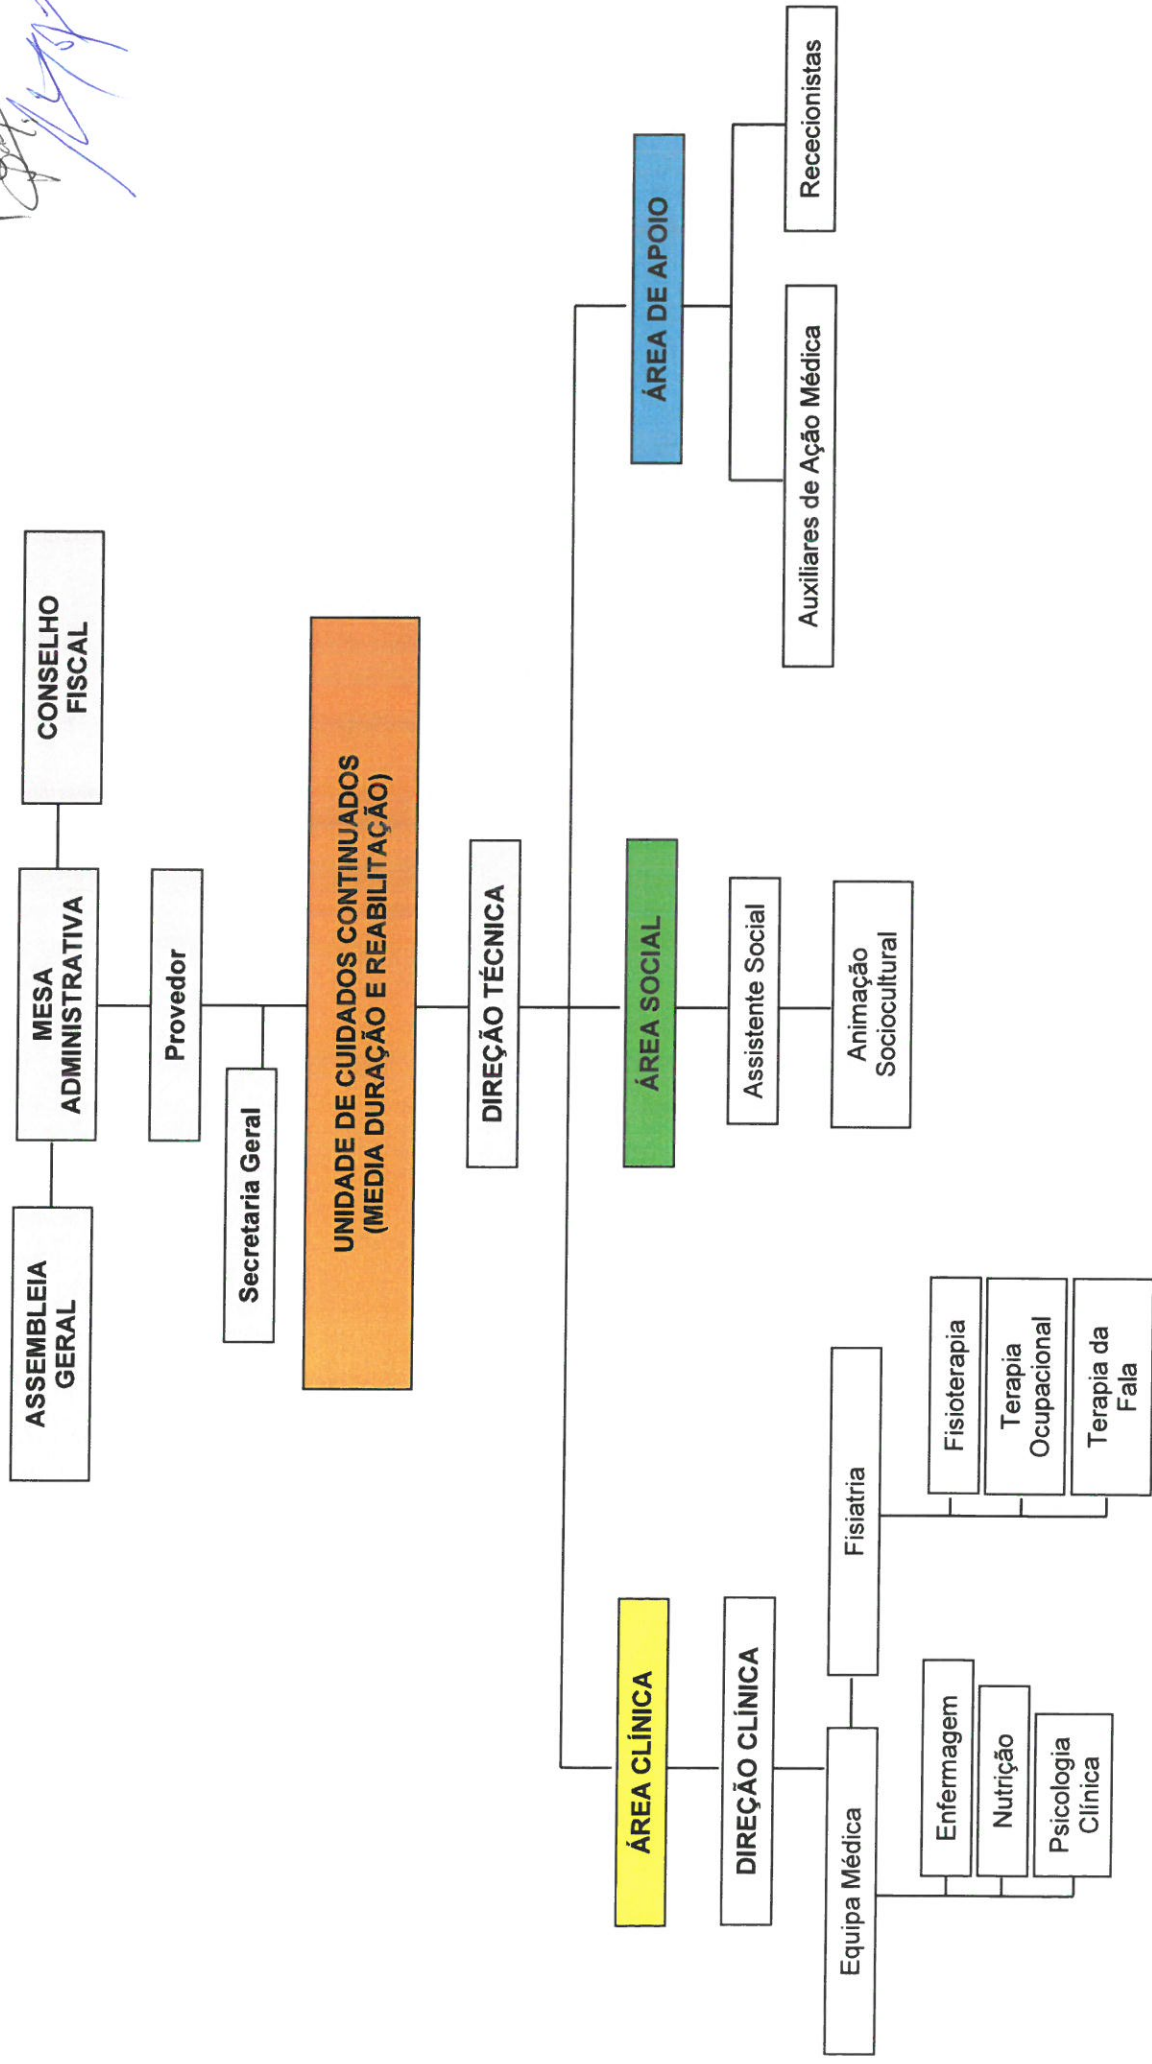 ASSEMBLEIA
GERAL
MESA
ADMINISTRATIVA
CONSELHO
FISCAL
Provedor
Secretaria Geral
UNIDADE DE CUIDADOS CONTINUADOS
(MEDIA DURAÇÃO E REABILITAÇÃO)
DIREÇÃO TÉCNICA
ÁREA CLÍNICA
DIREÇÃO CLÍNICA
Equipa Médica
Enfermagem
Nutrição
Psicologia
Clínica
Fisiatria
Fisioterapia
Terapia
Ocupacional
Terapia da
Fala
ÁREA SOCIAL
Assistente Social
Animação
Sociocultural
ÁREA DE APOIO
Auxiliares de Ação Médica
Rececionistas